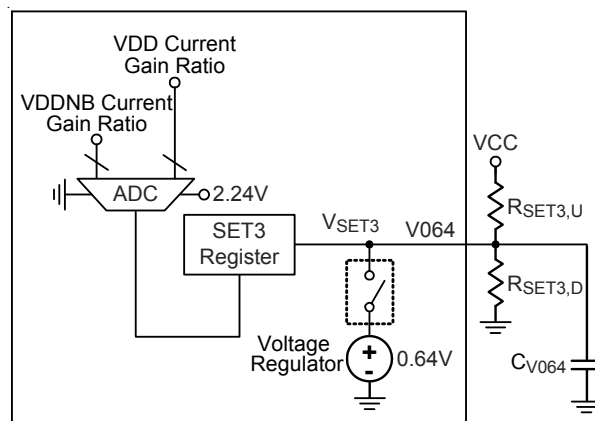 VDD Current
Gain Ratio
VDDNB Current
Gain Ratio
ADC
2.24V
SET3
Register
VSET3
V064
VCC
RSET3,U
RSET3,D
Voltage
Regulator
+
-
0.64V
CV064